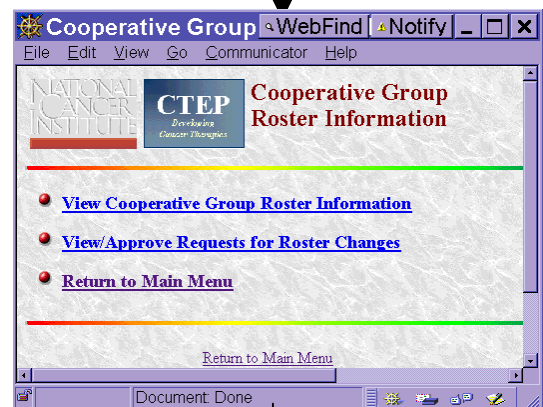 Cooperative Group WebFind Notify
File Edit View Go Communicator Help
NATIONAL
CANCER
INSTITUTE
CTEP
Developing
Cancer Therapies
Cooperative Group
Roster Information
View Cooperative Group Roster Information
View/Approve Requests for Roster Changes
Return to Main Menu
Return to Main Menu
Document: Done